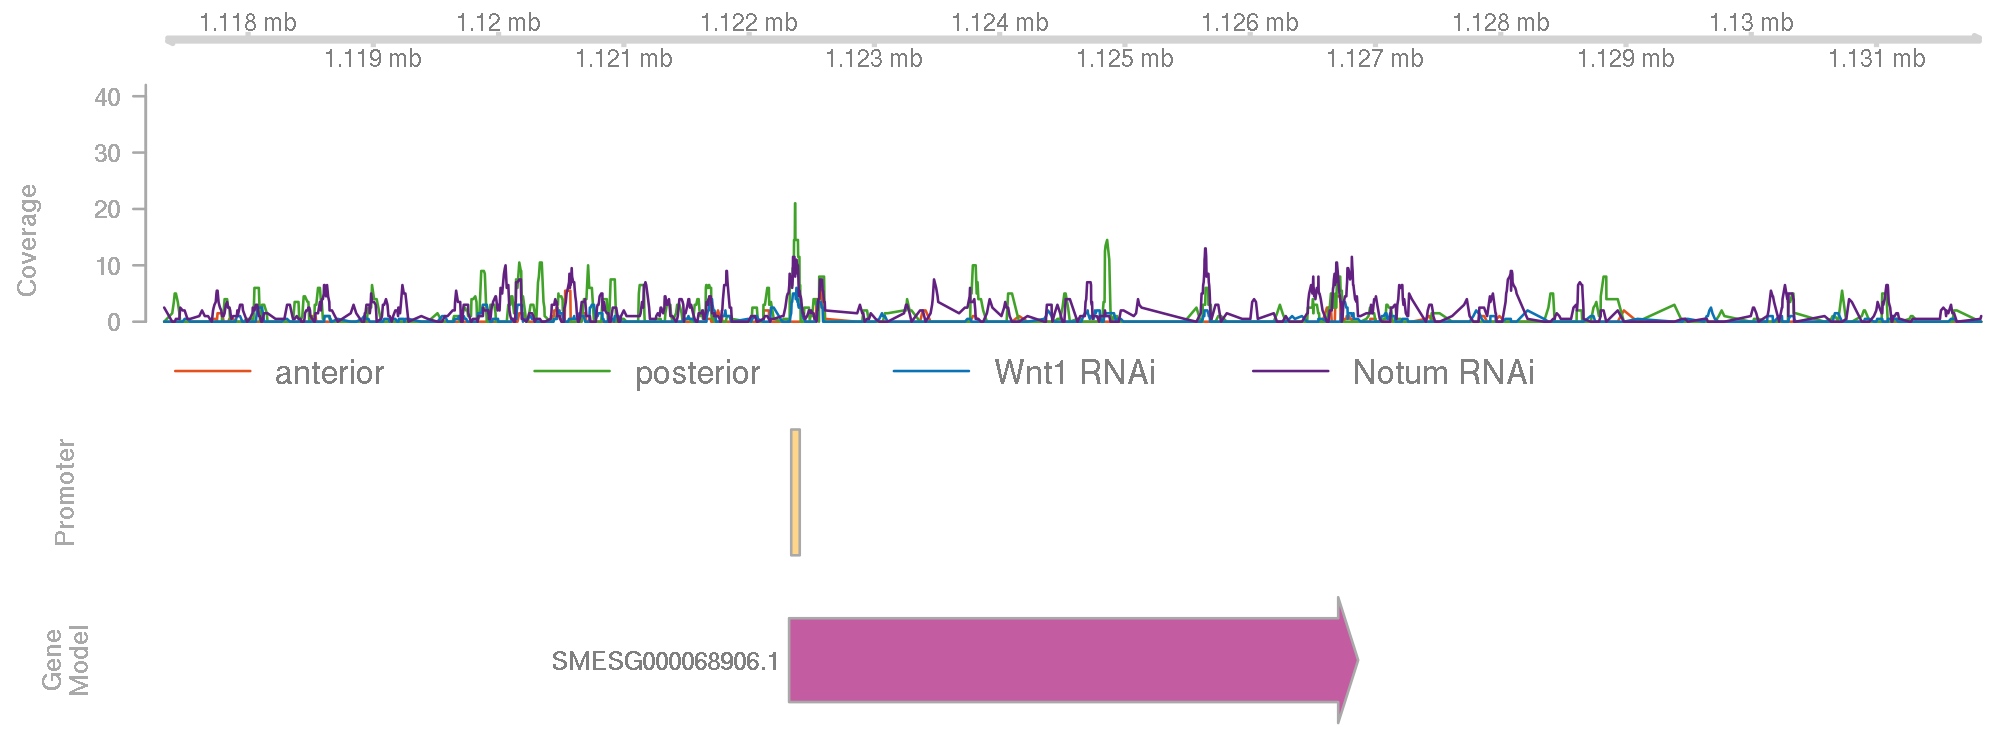 1.118 mb 1.12 mb 1.122 mb 1.124 mb 1.126 mb 1.128 mb 1.13 mb
1.119 mb 1.121 mb 1.123 mb 1.125 mb 1.127 mb 1.129 mb 1.131 mb
Coverage
40
30
20
10
0
anterior posterior Wnt1 RNAi Notum RNAi
Promoter
Gene
Model
SMESG000068906.1